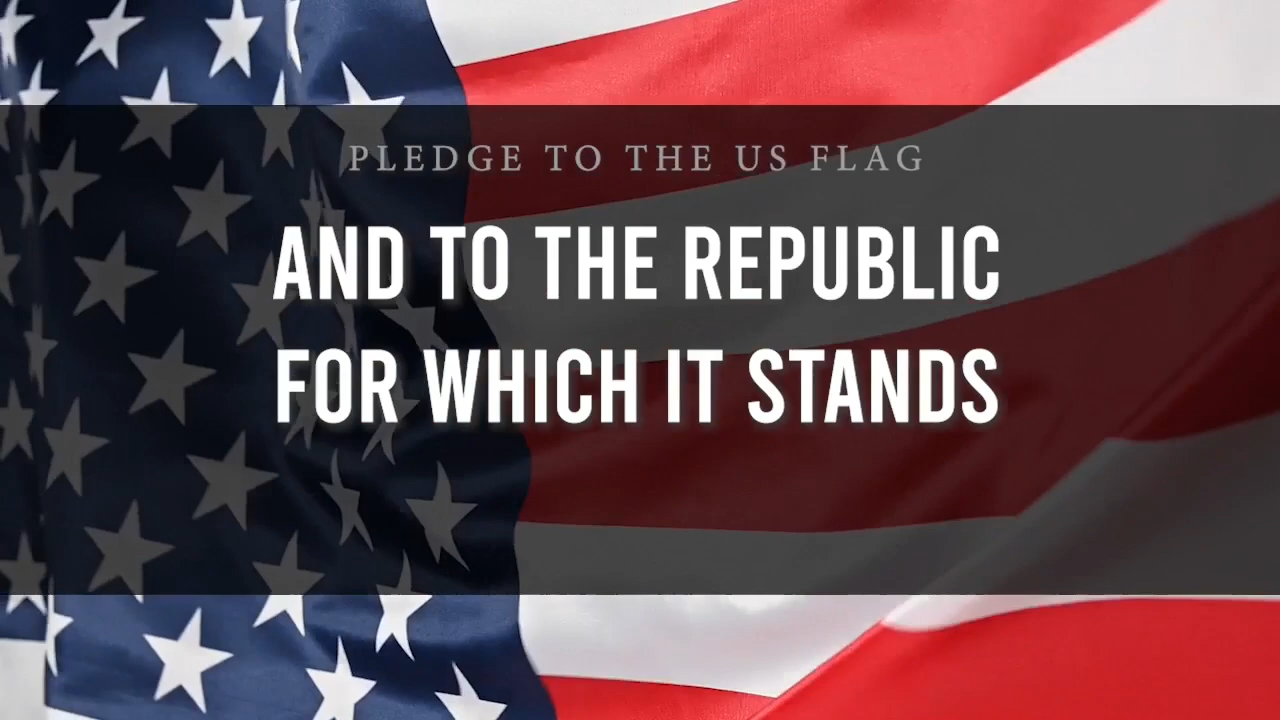 PLEDGE TO THE US FLAG
AND TO THE REPUBLIC
FOR WHICH IT STANDS